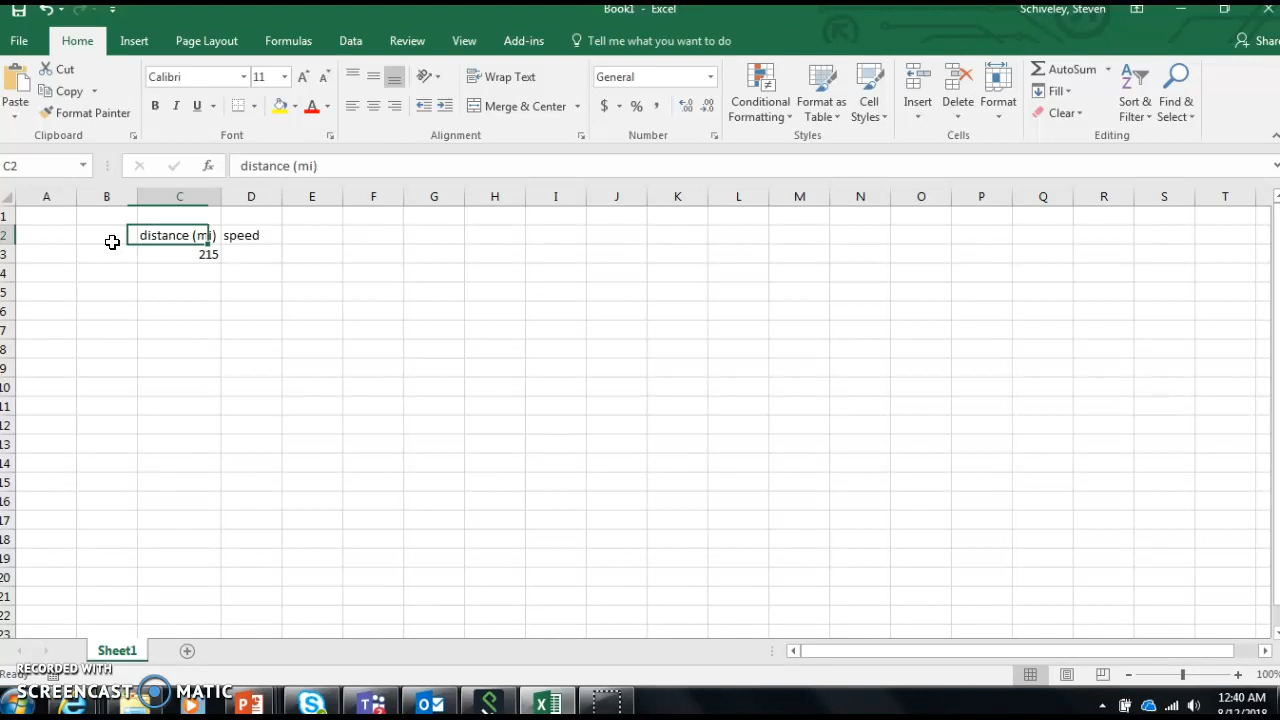 Book1 - Excel
Schiveley, Steven
File Home Insert Page Layout Formulas Data Review View Add-ins Tell me what you want to do Share
Cut
Copy
Format Painter
Paste
Clipboard
Calibri 11
B I U
Font
Wrap Text
Merge & Center
Alignment
General
$ % ,
Number
Conditional Formatting
Format as Table
Cell Styles
Styles
Insert Delete Format
Cells
AutoSum
Fill
Clear
Sort & Filter
Find & Select
Editing
C2 fx distance (mi)
A B C D E F G H I J K L M N O P Q R S T
1
2 distance (mi) speed
3 215
4
5
6
7
8
9
10
11
12
13
14
15
16
17
18
19
20
21
22
23
Sheet1
Ready 100%
RECORDED WITH
SCREENCAST MATIC
12:40 AM
8/12/2018